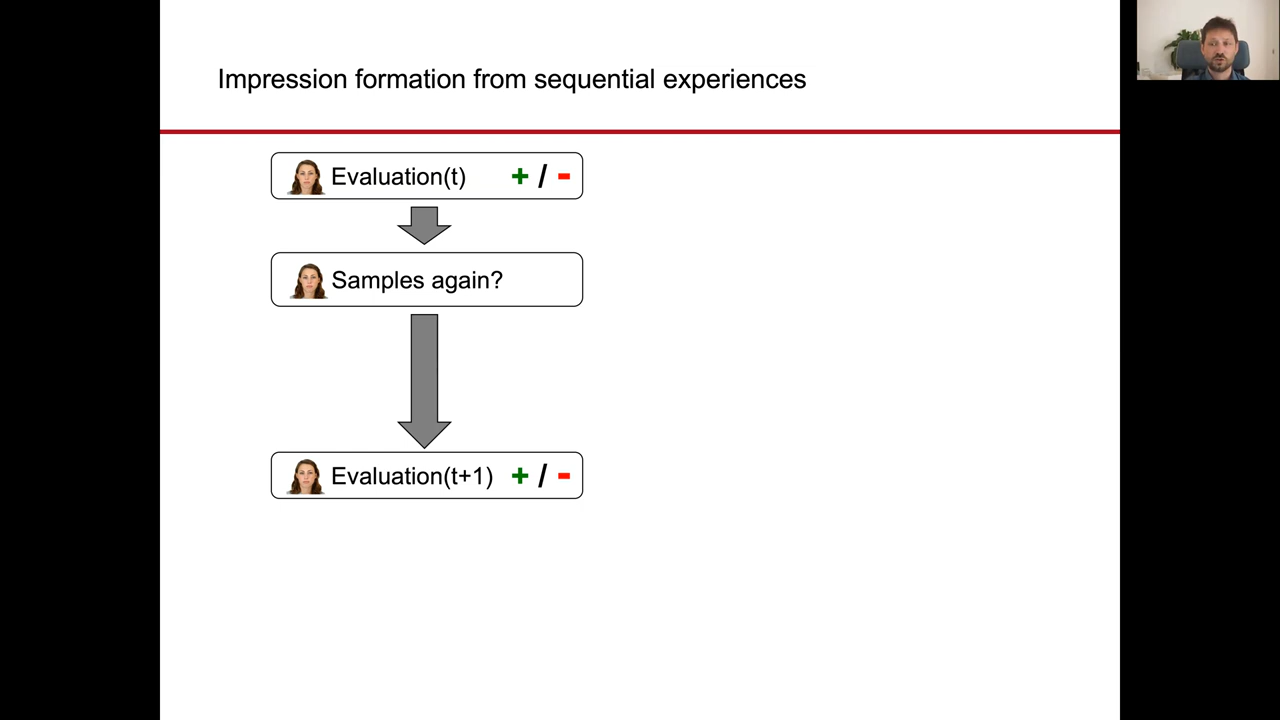 Impression formation from sequential experiences
Evaluation(t) + / -
Samples again?
Evaluation(t+1) + / -